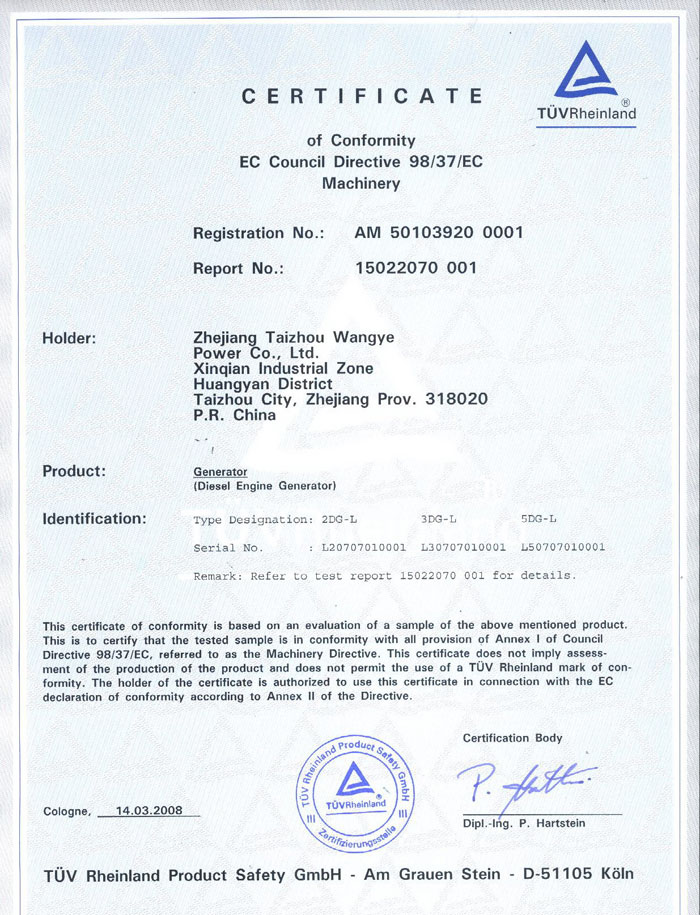 CERTIFICATE
TÜVRheinland®
of Conformity
EC Council Directive 98/37/EC
Machinery
Registration No.: AM 50103920 0001
Report No.: 15022070 001
Holder: Zhejiang Taizhou Wangye
Power Co., Ltd.
Xinqian Industrial Zone
Huangyan District
Taizhou City, Zhejiang Prov. 318020
P.R. China
Product: Generator
(Diesel Engine Generator)
Identification: Type Designation: 2DG-L 3DG-L 5DG-L
Serial No. : L20707010001 L30707010001 L50707010001
Remark: Refer to test report 15022070 001 for details.
This certificate of conformity is based on an evaluation of a sample of the above mentioned product.
This is to certify that the tested sample is in conformity with all provision of Annex I of Council
Directive 98/37/EC, referred to as the Machinery Directive. This certificate does not imply assess-
ment of the production of the product and does not permit the use of a TÜV Rheinland mark of con-
formity. The holder of the certificate is authorized to use this certificate in connection with the EC
declaration of conformity according to Annex II of the Directive.
Certification Body
TÜV Rheinland Product Safety GmbH
TÜVRheinland®
Zertifizierungsstelle
P. Hartstein
Cologne, 14.03.2008
Dipl.-Ing. P. Hartstein
TÜV Rheinland Product Safety GmbH - Am Grauen Stein - D-51105 Köln